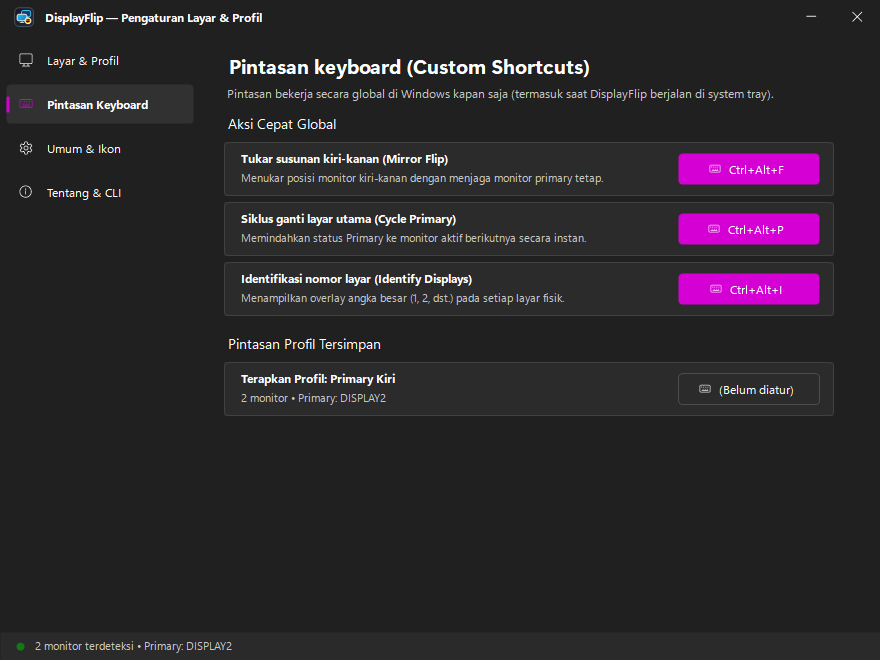 DisplayFlip — Pengaturan Layar & Profil
Layar & Profil
Pintasan Keyboard
Umum & Ikon
Tentang & CLI
Pintasan keyboard (Custom Shortcuts)
Pintasan bekerja secara global di Windows kapan saja (termasuk saat DisplayFlip berjalan di system tray).
Aksi Cepat Global
Tukar susunan kiri-kanan (Mirror Flip)
Menukar posisi monitor kiri-kanan dengan menjaga monitor primary tetap.
Ctrl+Alt+F
Siklus ganti layar utama (Cycle Primary)
Memindahkan status Primary ke monitor aktif berikutnya secara instan.
Ctrl+Alt+P
Identifikasi nomor layar (Identify Displays)
Menampilkan overlay angka besar (1, 2, dst.) pada setiap layar fisik.
Ctrl+Alt+I
Pintasan Profil Tersimpan
Terapkan Profil: Primary Kiri
2 monitor • Primary: DISPLAY2
(Belum diatur)
2 monitor terdeteksi • Primary: DISPLAY2